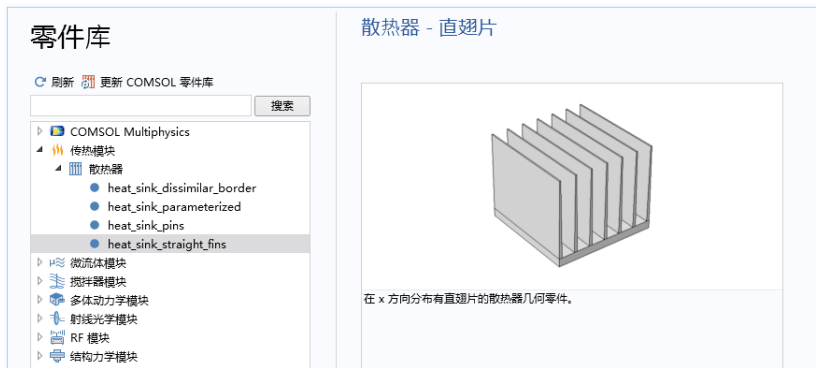 零件库
刷新 更新 COMSOL 零件库
搜索
COMSOL Multiphysics
传热模块
散热器
heat_sink_dissimilar_border
heat_sink_parameterized
heat_sink_pins
heat_sink_straight_fins
微流体模块
搅拌器模块
多体动力学模块
射线光学模块
RF 模块
结构力学模块
散热器 - 直翅片
在 x 方向分布有直翅片的散热器几何零件。